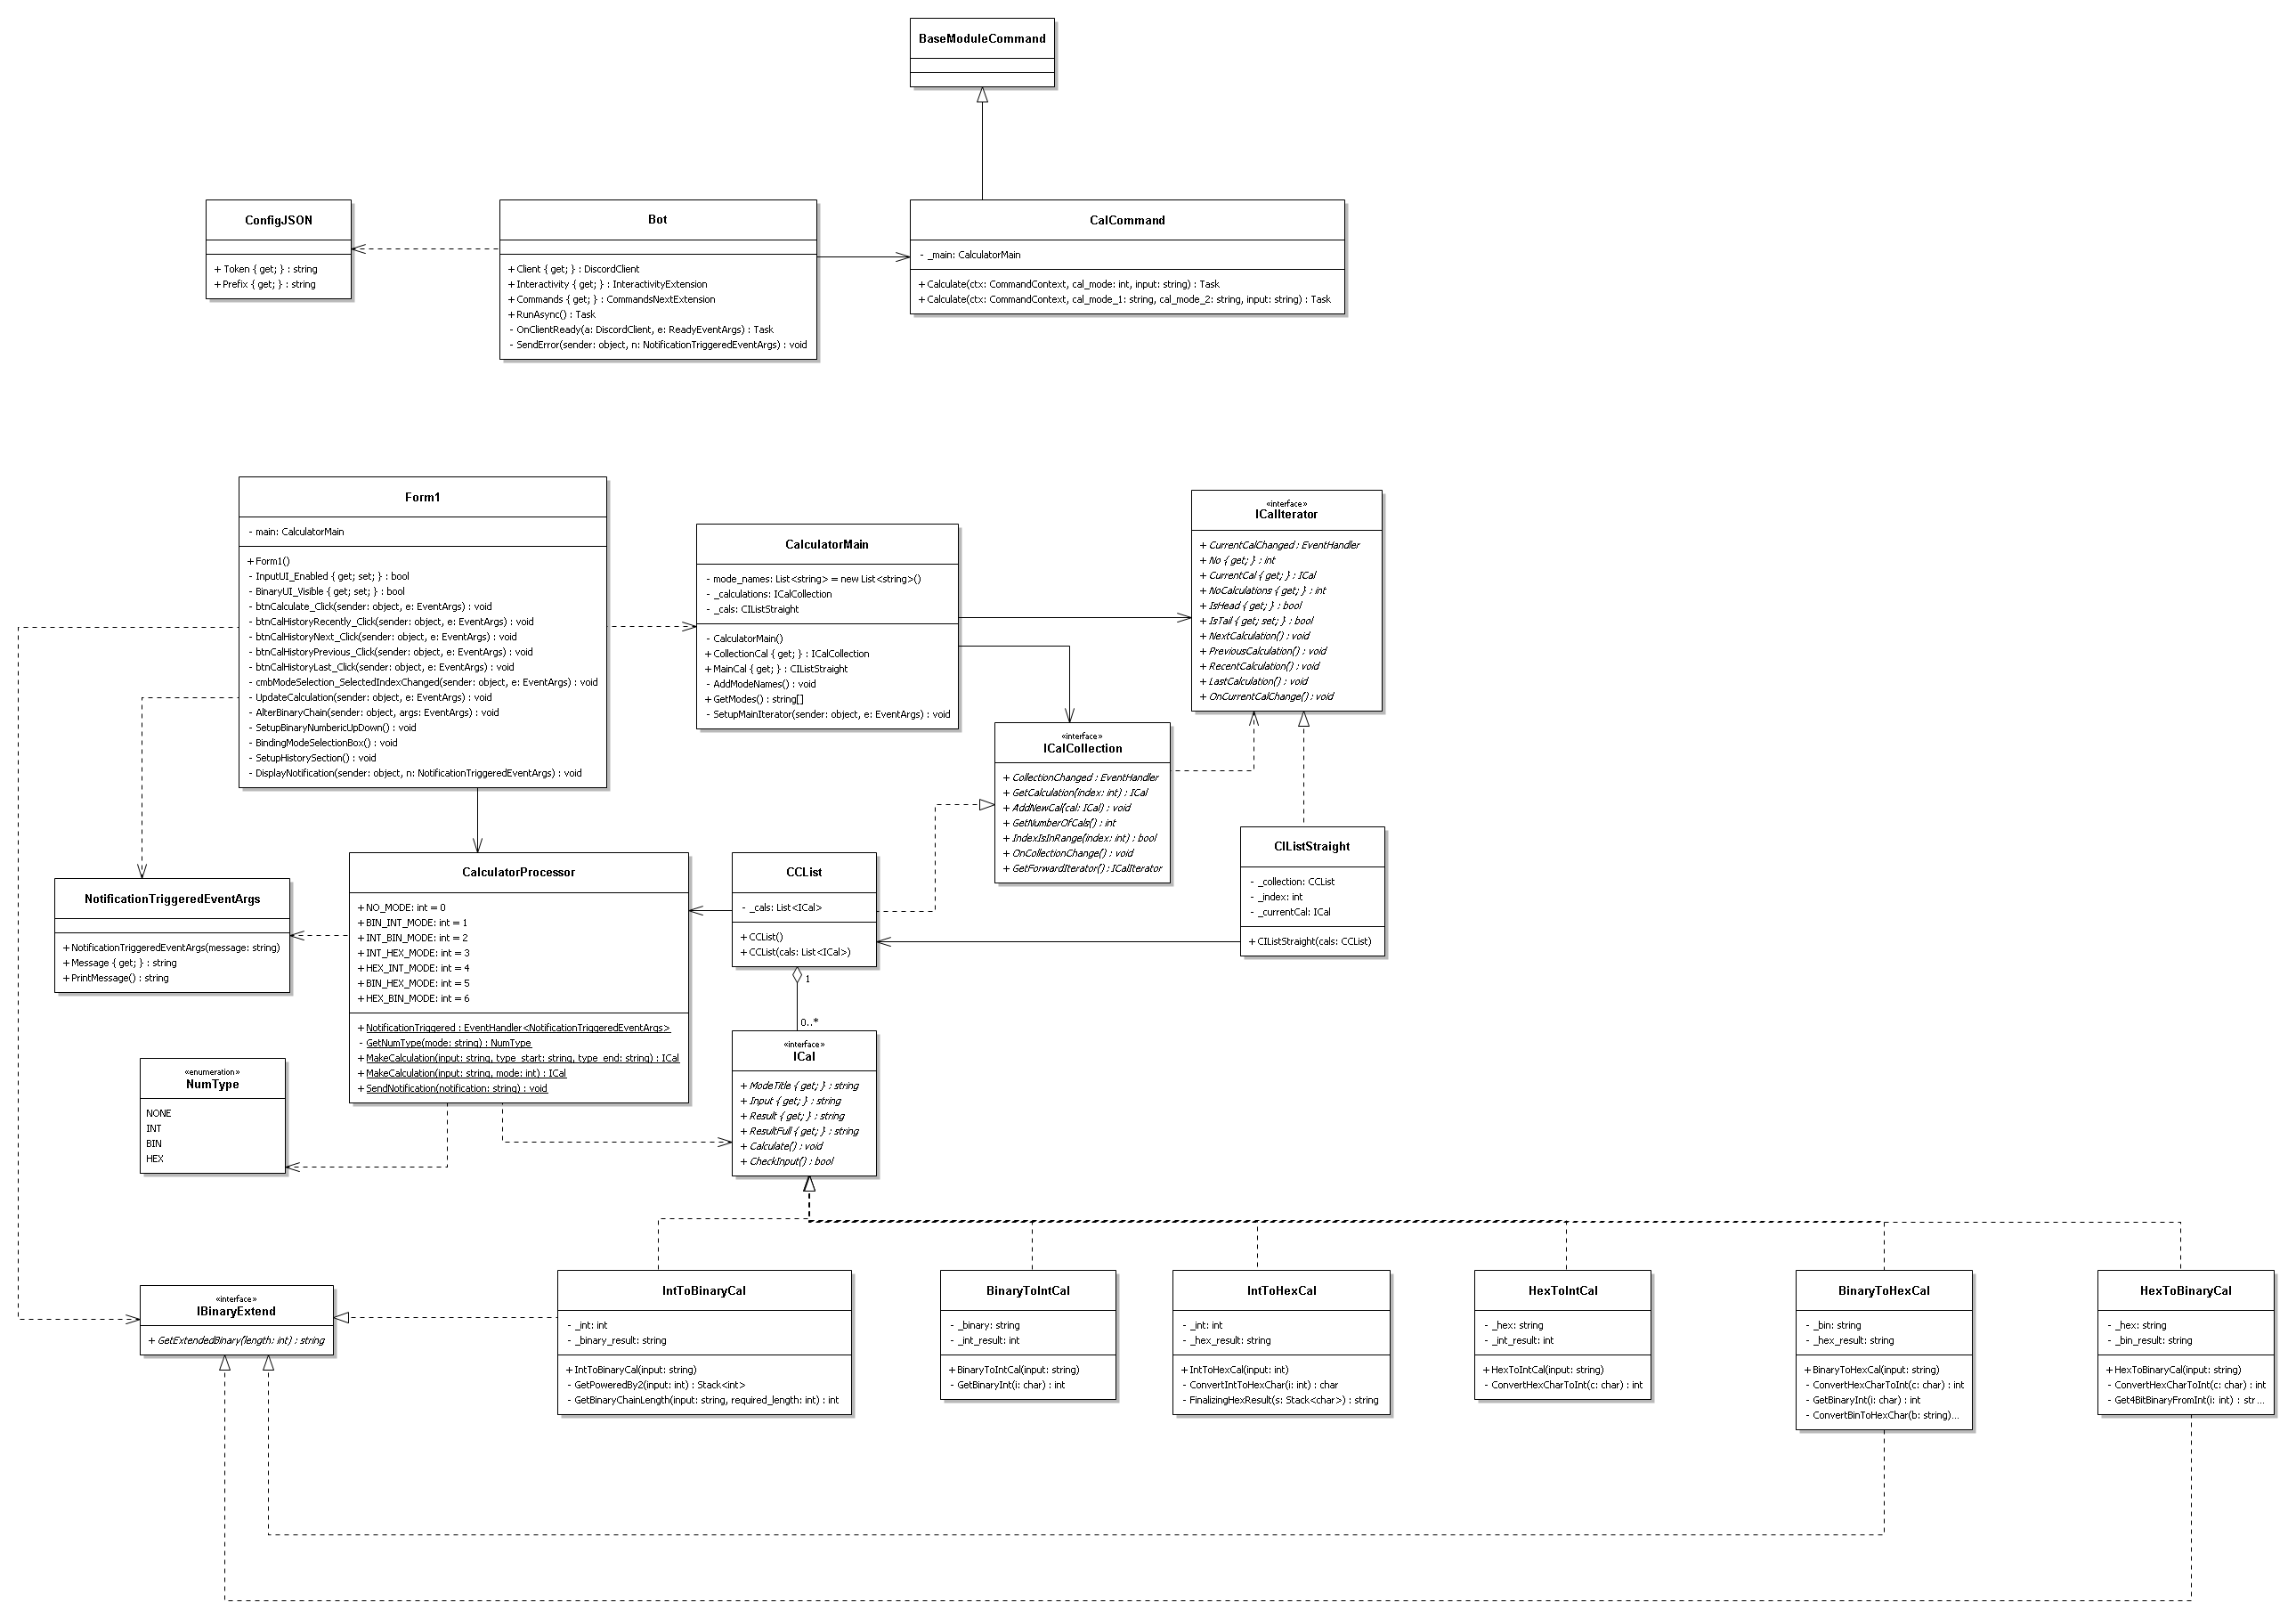 BaseModuleCommand
ConfigJSON
+ Token { get; } : string
+ Prefix { get; } : string
Bot
+ Client { get; } : DiscordClient
+ Interactivity { get; } : InteractivityExtension
+ Commands { get; } : CommandsNextExtension
+ RunAsync() : Task
- OnClientReady(a: DiscordClient, e: ReadyEventArgs) : Task
- SendError(sender: object, n: NotificationTriggeredEventArgs) : void
CalCommand
- _main: CalculatorMain
+ Calculate(ctx: CommandContext, cal_mode: int, input: string) : Task
+ Calculate(ctx: CommandContext, cal_mode_1: string, cal_mode_2: string, input: string) : Task
Form1
- main: CalculatorMain
+ Form1()
- InputUI_Enabled { get; set; } : bool
- BinaryUI_Visible { get; set; } : bool
- btnCalculate_Click(sender: object, e: EventArgs) : void
- btnCalHistoryRecently_Click(sender: object, e: EventArgs) : void
- btnCalHistoryNext_Click(sender: object, e: EventArgs) : void
- btnCalHistoryPrevious_Click(sender: object, e: EventArgs) : void
- btnCalHistoryLast_Click(sender: object, e: EventArgs) : void
- cmbModeSelection_SelectedIndexChanged(sender: object, e: EventArgs) : void
- UpdateCalculation(sender: object, e: EventArgs) : void
- AlterBinaryChain(sender: object, args: EventArgs) : void
- SetupBinaryNumbericUpDown() : void
- BindingModeSelectionBox() : void
- SetupHistorySection() : void
- DisplayNotification(sender: object, n: NotificationTriggeredEventArgs) : void
CalculatorMain
- mode_names: List<string> = new List<string>()
- _calculations: ICalCollection
- _cals: CIListStraight
- CalculatorMain()
+ CollectionCal { get; } : ICalCollection
+ MainCal { get; } : CIListStraight
- AddModeNames() : void
+ GetModes() : string[]
- SetupMainIterator(sender: object, e: EventArgs) : void
«interface»
ICalIterator
+ CurrentCalChanged : EventHandler
+ No { get; } : int
+ CurrentCal { get; } : ICal
+ NoCalculations { get; } : int
+ IsHead { get; } : bool
+ IsTail { get; set; } : bool
+ NextCalculation() : void
+ PreviousCalculation() : void
+ RecentCalculation() : void
+ LastCalculation() : void
+ OnCurrentCalChange() : void
«interface»
ICalCollection
+ CollectionChanged : EventHandler
+ GetCalculation(index: int) : ICal
+ AddNewCal(cal: ICal) : void
+ GetNumberOfCals() : int
+ IndexIsInRange(index: int) : bool
+ OnCollectionChange() : void
+ GetForwardIterator() : ICalIterator
CIListStraight
- _collection: CCList
- _index: int
- _currentCal: ICal
+ CIListStraight(cals: CCList)
NotificationTriggeredEventArgs
+ NotificationTriggeredEventArgs(message: string)
+ Message { get; } : string
+ PrintMessage() : string
CalculatorProcessor
+ NO_MODE: int = 0
+ BIN_INT_MODE: int = 1
+ INT_BIN_MODE: int = 2
+ INT_HEX_MODE: int = 3
+ HEX_INT_MODE: int = 4
+ BIN_HEX_MODE: int = 5
+ HEX_BIN_MODE: int = 6
+ NotificationTriggered : EventHandler<NotificationTriggeredEventArgs>
- GetNumType(mode: string) : NumType
+ MakeCalculation(input: string, type_start: string, type_end: string) : ICal
+ MakeCalculation(input: string, mode: int) : ICal
+ SendNotification(notification: string) : void
CCList
- _cals: List<ICal>
+ CCList()
+ CCList(cals: List<ICal>)
1
0..*
«interface»
ICal
+ ModeTitle { get; } : string
+ Input { get; } : string
+ Result { get; } : string
+ ResultFull { get; } : string
+ Calculate() : void
+ CheckInput() : bool
«enumeration»
NumType
NONE
INT
BIN
HEX
«interface»
IBinaryExtend
+ GetExtendedBinary(length: int) : string
IntToBinaryCal
- _int: int
- _binary_result: string
+ IntToBinaryCal(input: string)
- GetPoweredBy2(input: int) : Stack<int>
- GetBinaryChainLength(input: string, required_length: int) : int
BinaryToIntCal
- _binary: string
- _int_result: int
+ BinaryToIntCal(input: string)
- GetBinaryInt(i: char) : int
IntToHexCal
- _int: int
- _hex_result: string
+ IntToHexCal(input: int)
- ConvertIntToHexChar(i: int) : char
- FinalizingHexResult(s: Stack<char>) : string
HexToIntCal
- _hex: string
- _int_result: int
+ HexToIntCal(input: string)
- ConvertHexCharToInt(c: char) : int
BinaryToHexCal
- _bin: string
- _hex_result: string
+ BinaryToHexCal(input: string)
- ConvertHexCharToInt(c: char) : int
- GetBinaryInt(i: char) : int
- ConvertBinToHexChar(b: string)...
HexToBinaryCal
- _hex: string
- _bin_result: string
+ HexToBinaryCal(input: string)
- ConvertHexCharToInt(c: char) : int
- Get4BitBinaryFromInt(i: int) : str...